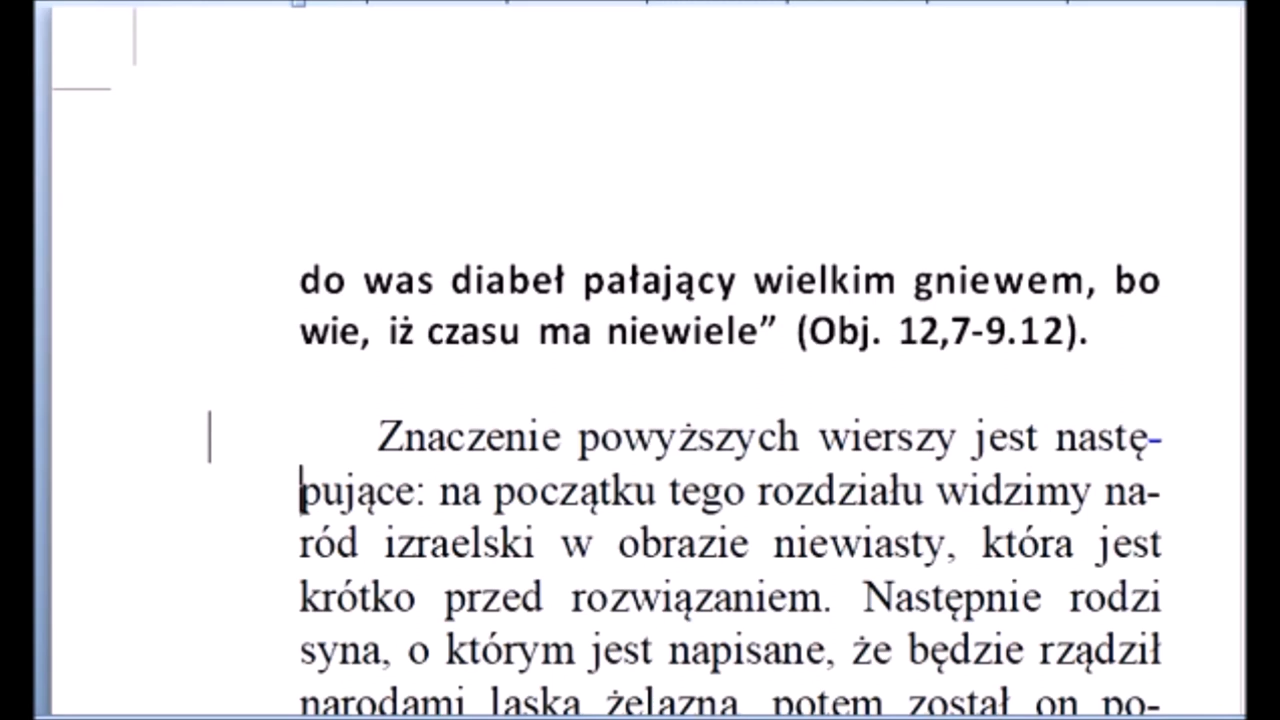 do was diabeł pałający wielkim gniewem, bo
wie, iż czasu ma niewiele” (Obj. 12,7-9.12).
Znaczenie powyższych wierszy jest nastę-
pujące: na początku tego rozdziału widzimy na-
ród izraelski w obrazie niewiasty, która jest
krótko przed rozwiązaniem. Następnie rodzi
syna, o którym jest napisane, że będzie rządził
narodami laską żelazną, potem został on po-